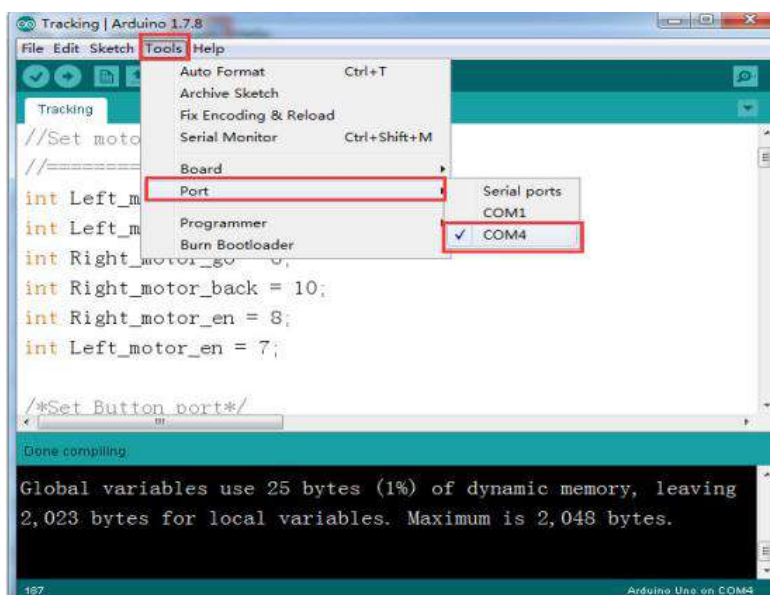 Tracking | Arduino 1.7.8
File Edit Sketch Tools Help
Auto Format Ctrl+T
Archive Sketch
Fix Encoding & Reload
Serial Monitor Ctrl+Shift+M
Board
Port
Programmer
Burn Bootloader
Serial ports
COM1
COM4
Tracking
//Set moto
//==========
int Left_m
int Left_m
int Right_motor_go
int Right_motor_back = 10;
int Right_motor_en = 8;
int Left_motor_en = 7;
/*Set Button port*/
Done compiling.
Global variables use 25 bytes (1%) of dynamic memory, leaving
2,023 bytes for local variables. Maximum is 2,048 bytes.
187
Arduino Uno on COM4